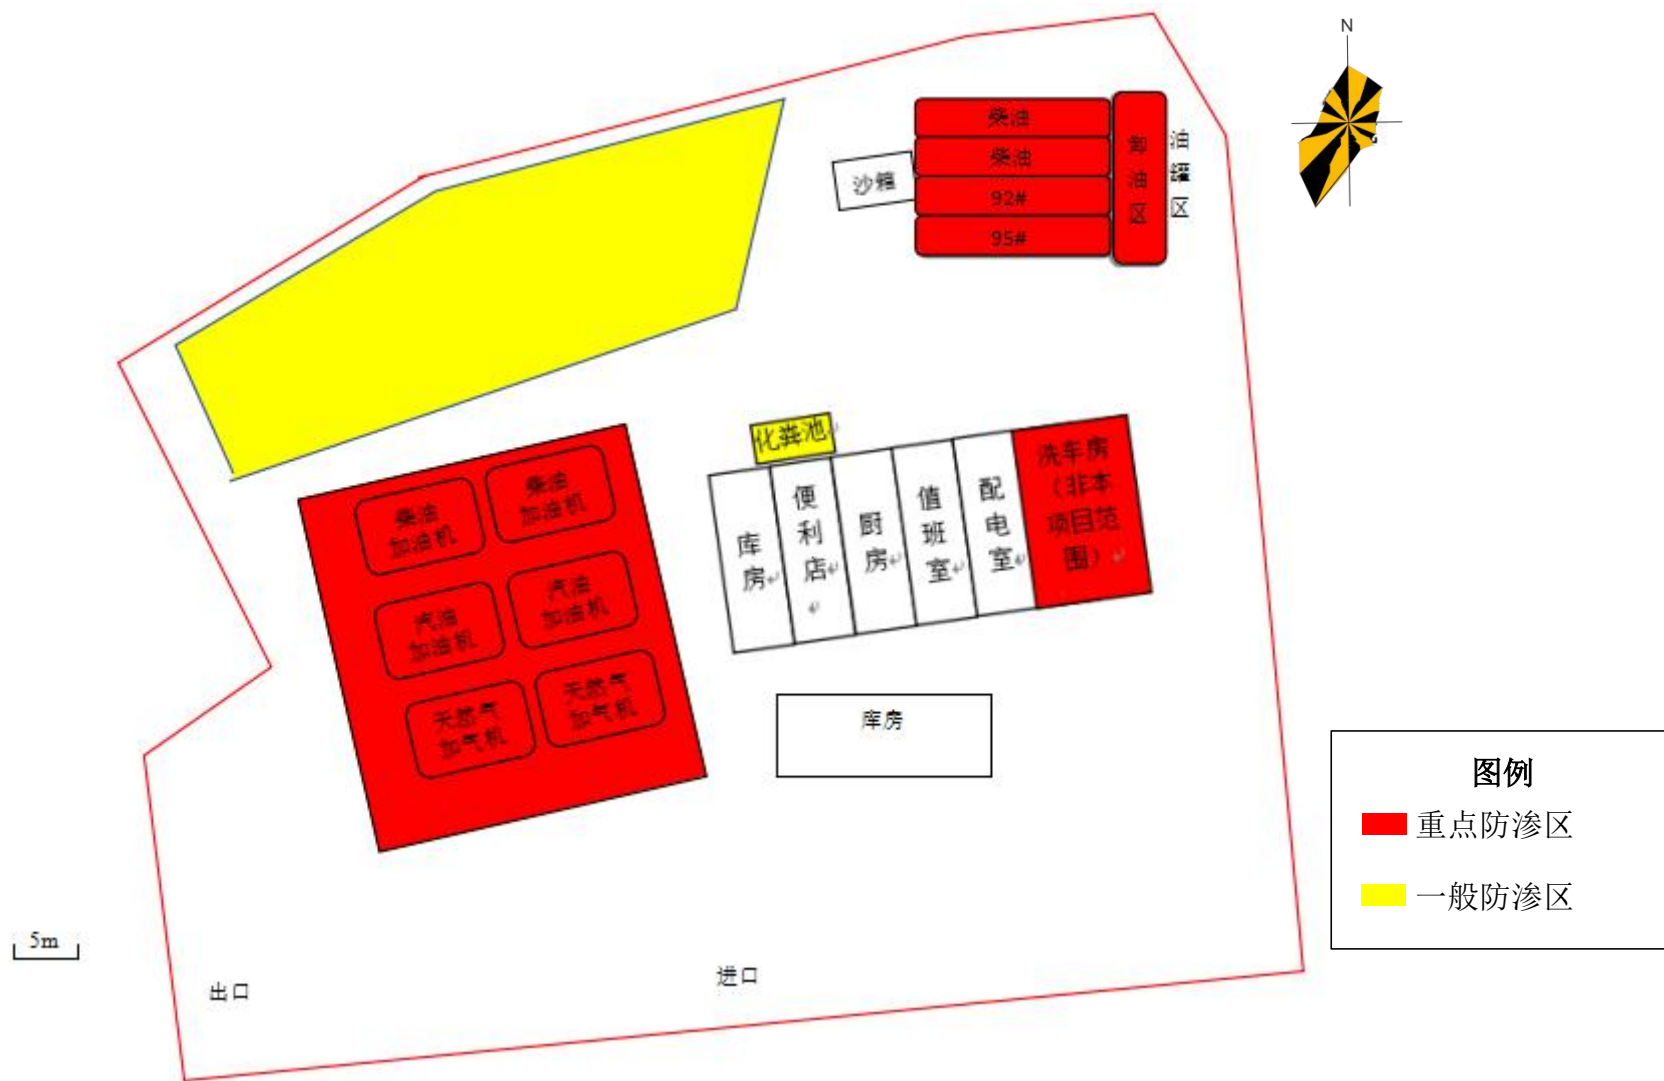 N
柴油
柴油
92#
95#
卸油区
油罐区
沙箱
化粪池
库房
便利店
厨房
值班室
配电室
洗车房
（非本
项目范
围）
柴油
加油机
柴油
加油机
汽油
加油机
汽油
加油机
天然气
加气机
天然气
加气机
库房
图例
重点防渗区
一般防渗区
5m
出口
进口